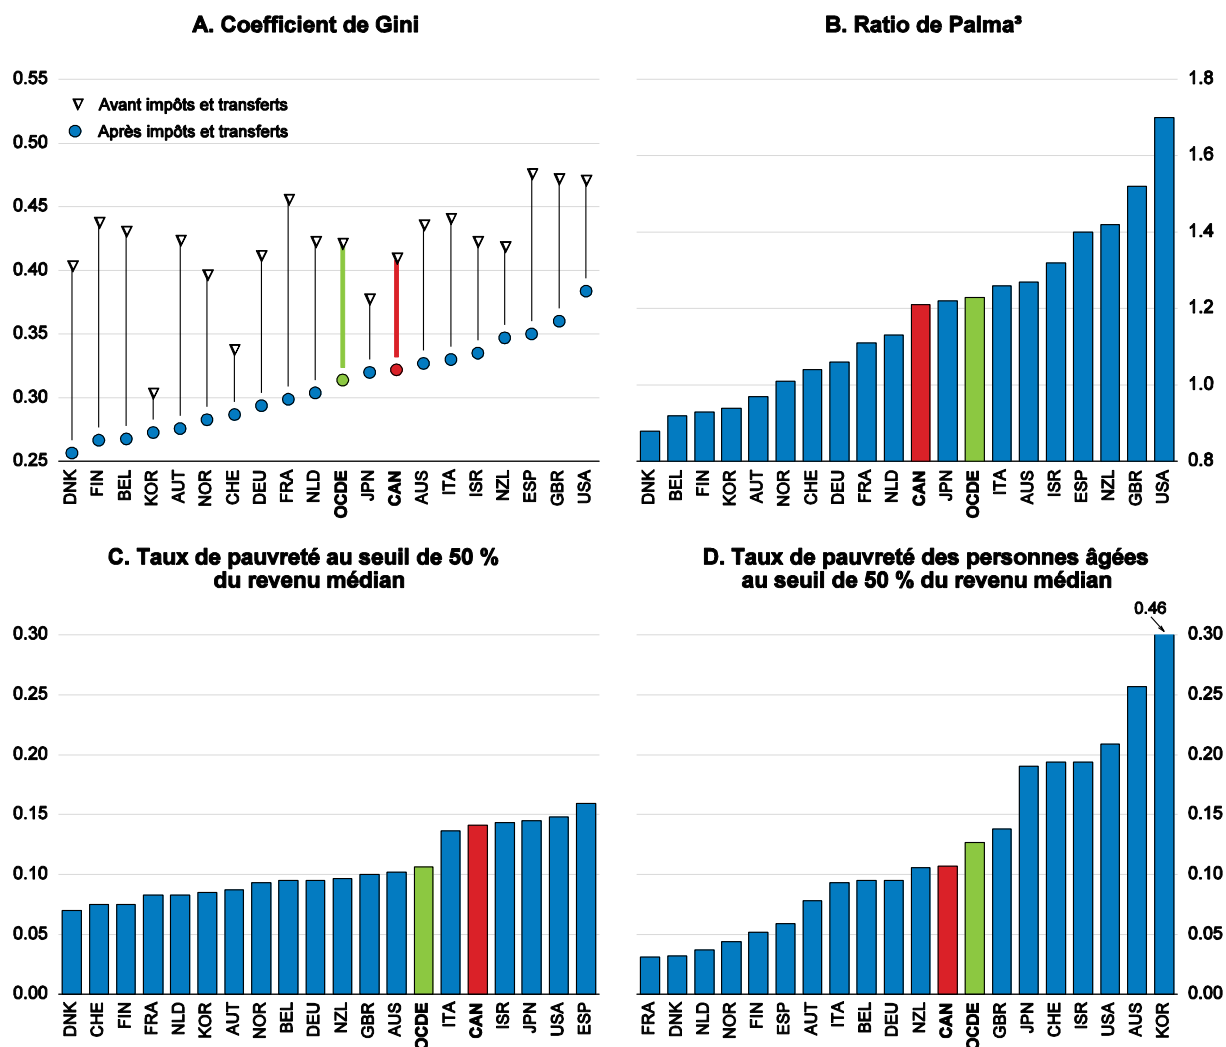 A. Coefficient de Gini
0.55
0.50
0.45
0.40
0.35
0.30
0.25
Avant impôts et transferts
Après impôts et transferts
DNK FIN BEL KOR AUT NOR CHE DEU FRA NLD OCDE JPN CAN AUS ITA ISR NZL ESP GBR USA
B. Ratio de Palma³
1.8
1.6
1.4
1.2
1.0
0.8
DNK BEL FIN KOR AUT NOR CHE DEU FRA NLD CAN JPN OCDE ITA AUS ISR ESP NZL GBR USA
C. Taux de pauvreté au seuil de 50 %
du revenu médian
0.30
0.25
0.20
0.15
0.10
0.05
0.00
DNK CHE FIN FRA NLD KOR AUT NOR BEL DEU NZL GBR AUS OCDE ITA CAN ISR JPN USA ESP
D. Taux de pauvreté des personnes âgées
au seuil de 50 % du revenu médian
0.46
0.30
0.25
0.20
0.15
0.10
0.05
0.00
FRA DNK NLD NOR FIN ESP AUT ITA BEL DEU NZL CAN OCDE GBR JPN CHE ISR USA AUS KOR